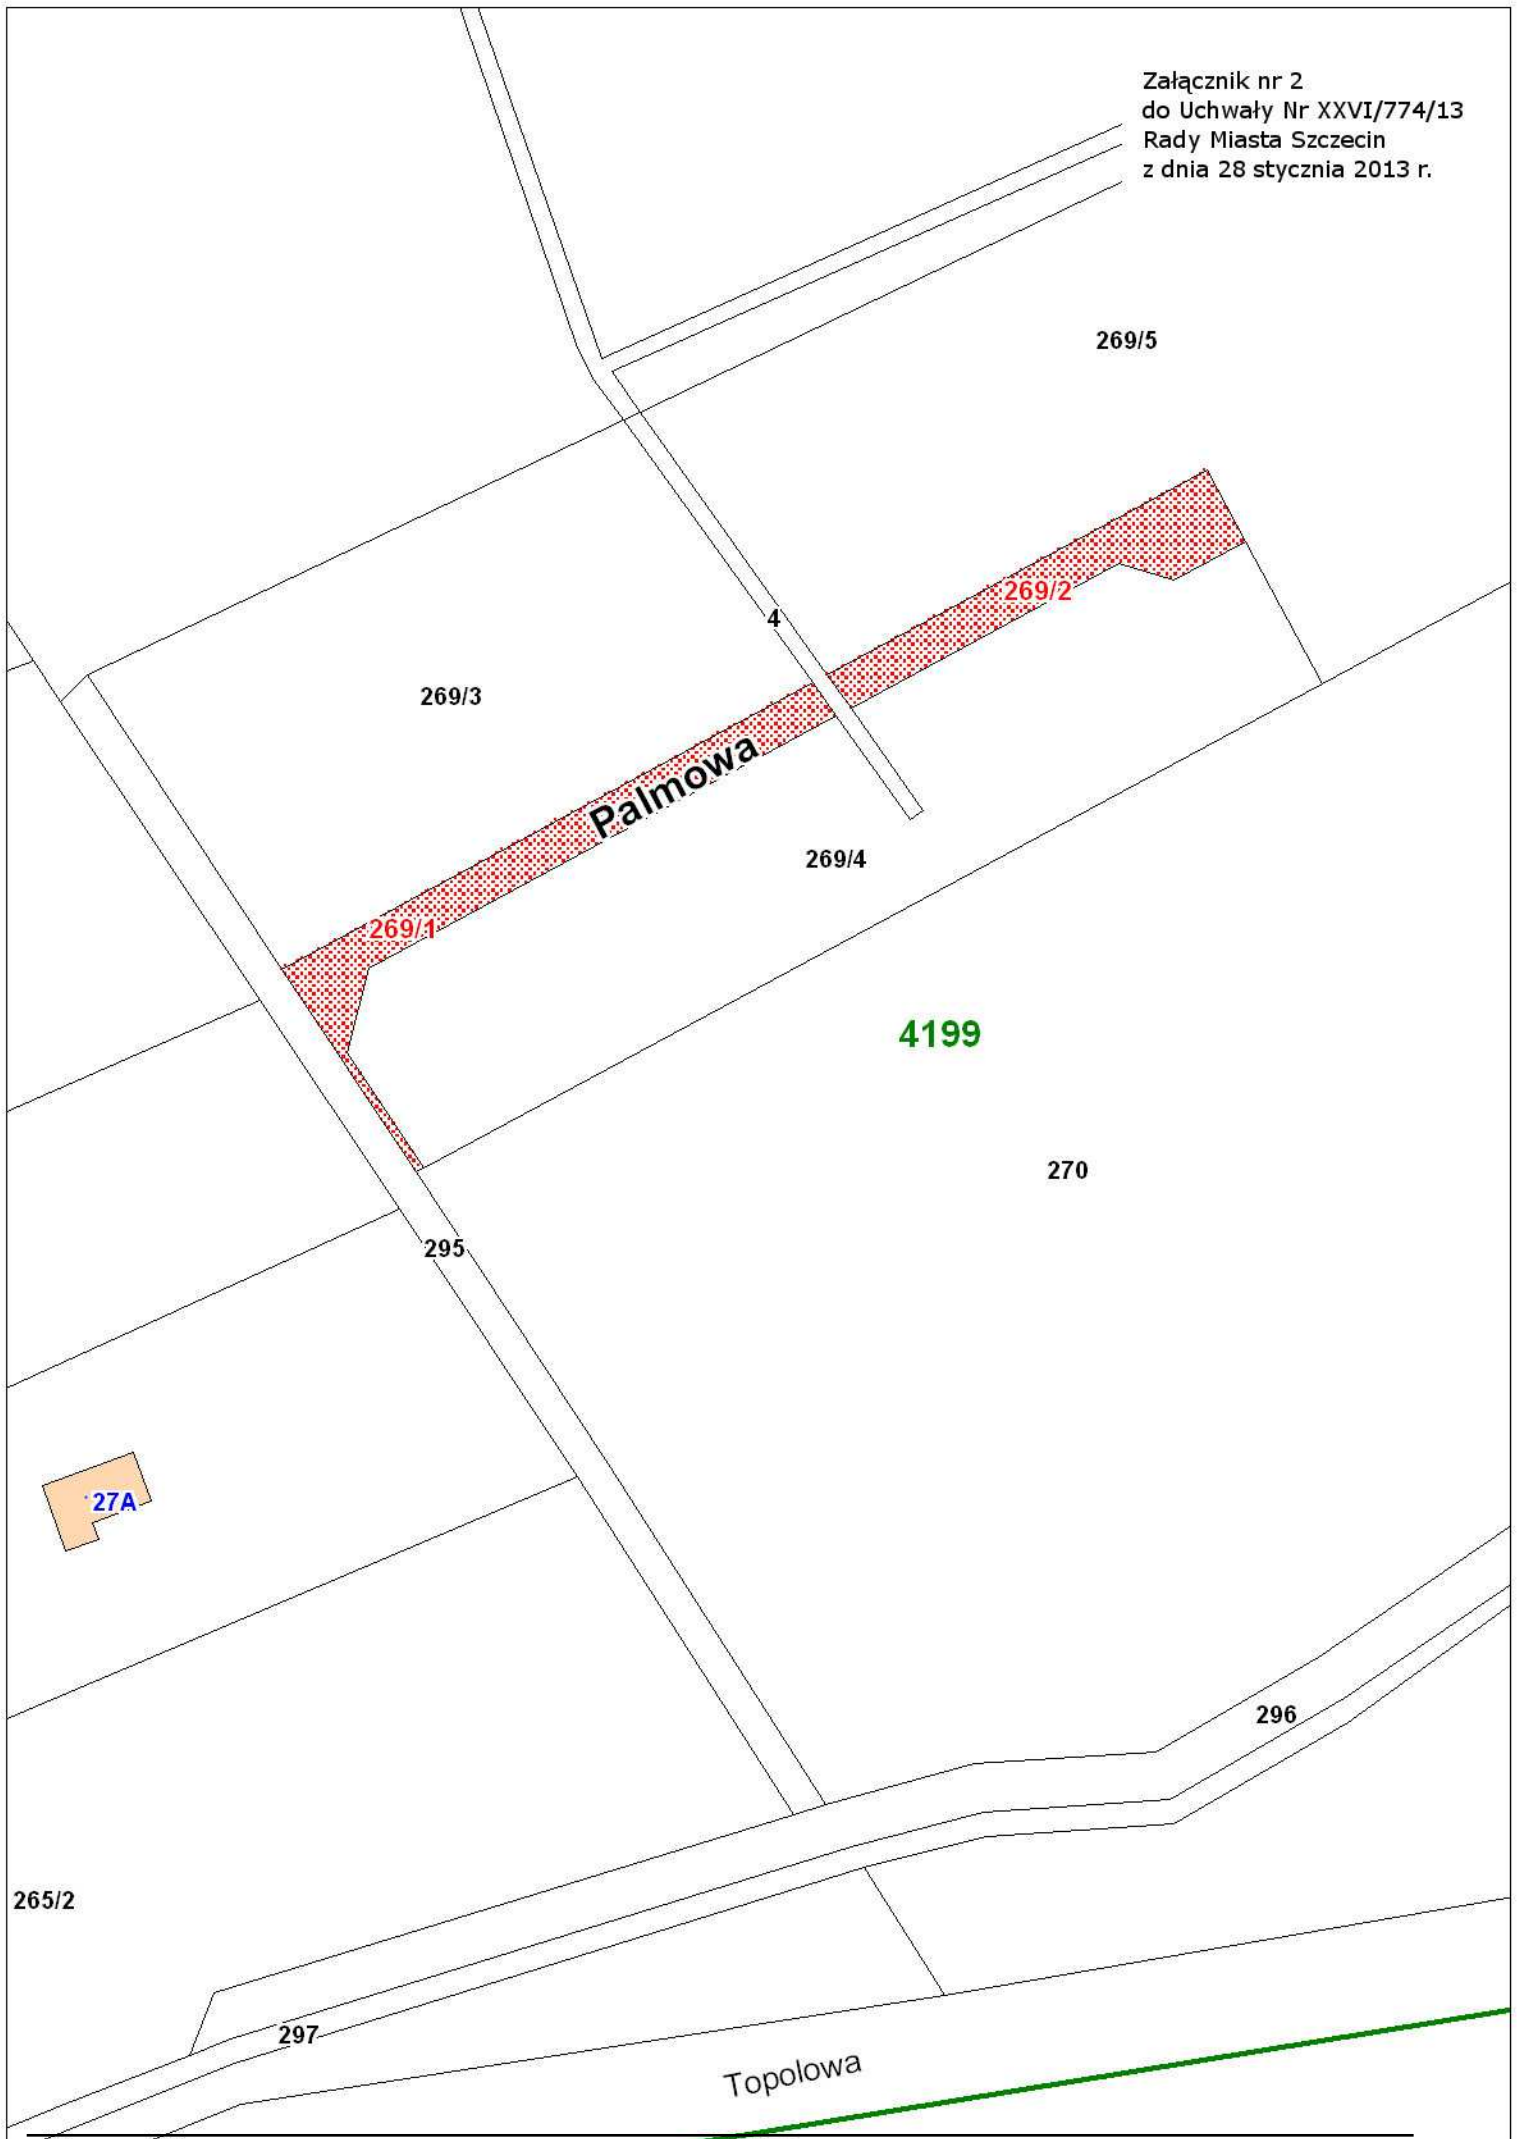 Załącznik nr 2
do Uchwały Nr XXVI/774/13
Rady Miasta Szczecin
z dnia 28 stycznia 2013 r.
269/5
269/2
4
269/3
Palmowa
269/4
269/1
4199
270
295
27A
296
265/2
297
Topolowa